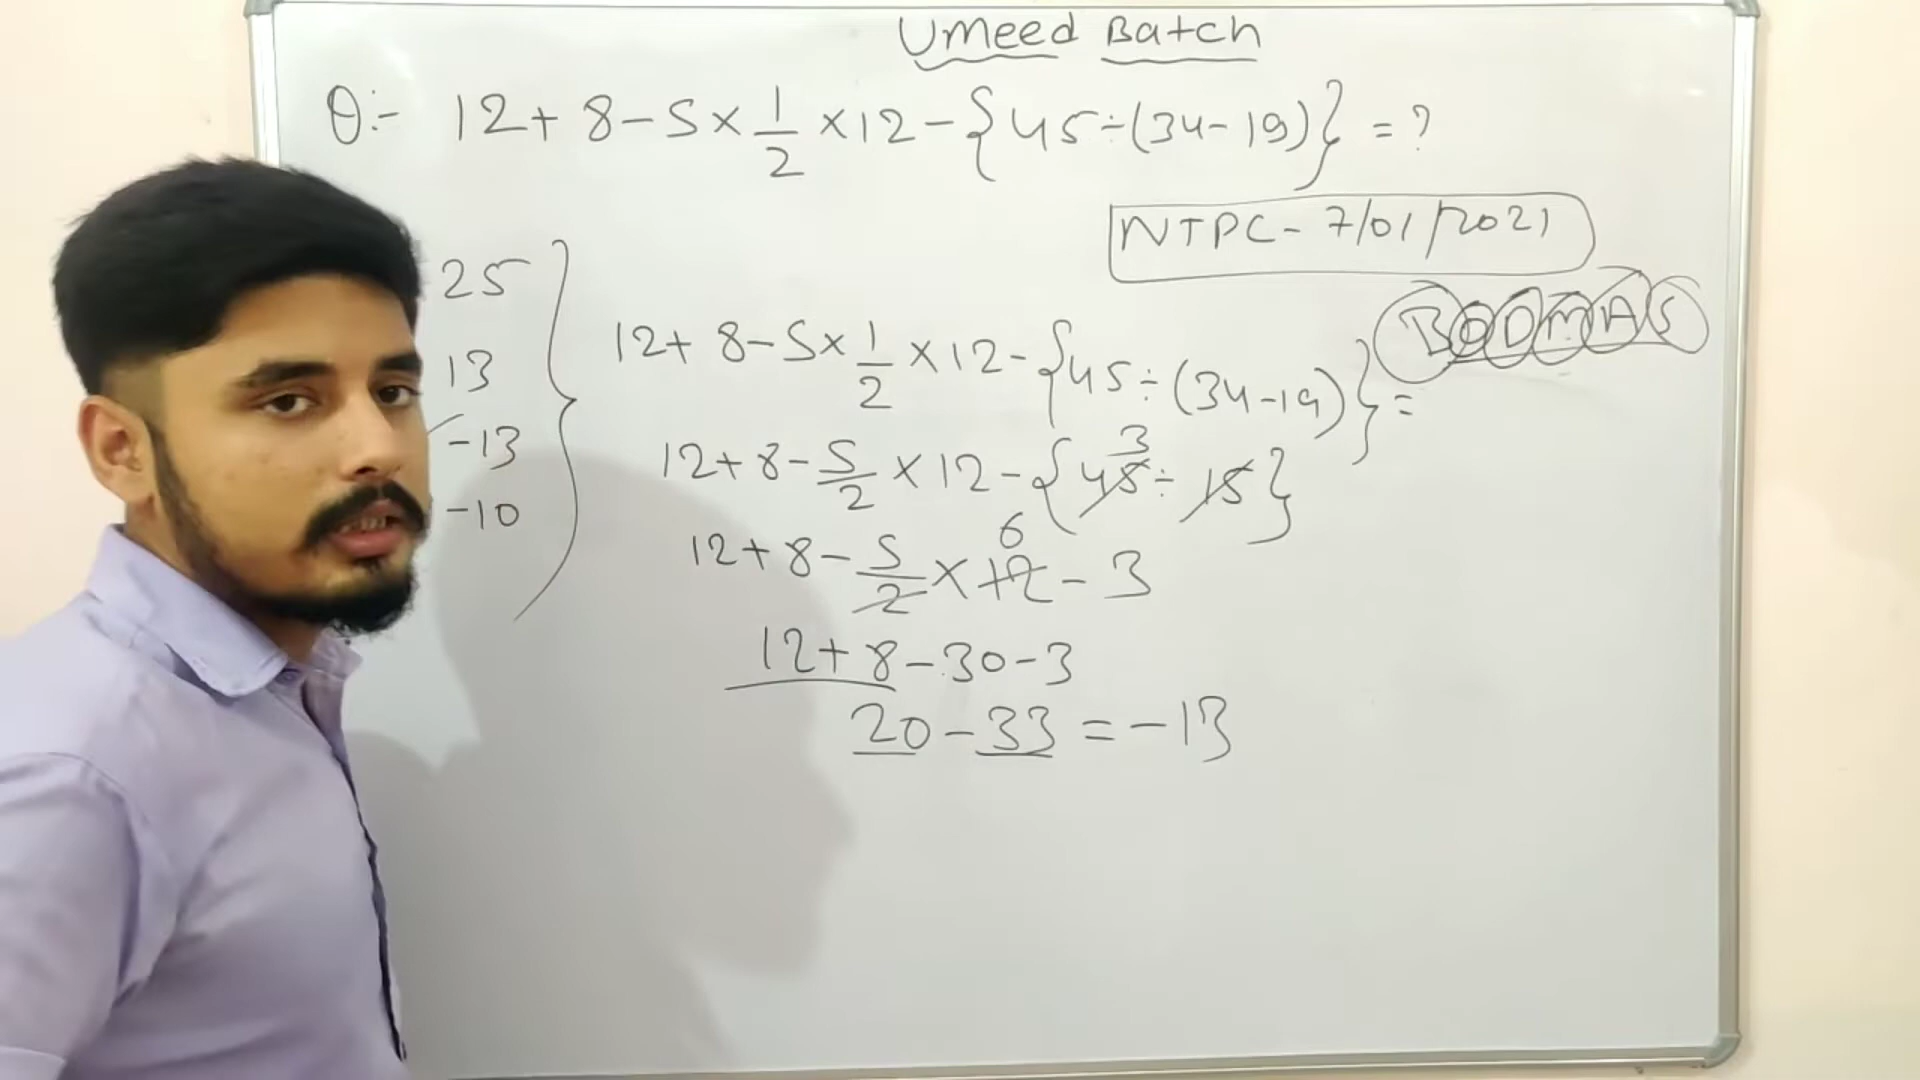 Umeed Batch
Q:- 12 + 8 - 5 × 1/2 × 12 - {45 ÷ (34 - 19)} = ?
NTPC - 7/01/2021
BODMAS
25
13
-13
-10
12 + 8 - 5 × 1/2 × 12 - {45 ÷ (34 - 19)} =
12 + 8 - 5/2 × 12 - {45 ÷ 15}
3
12 + 8 - 5/2 × 12 - 3
6
12 + 8 - 30 - 3
20 - 33 = -13